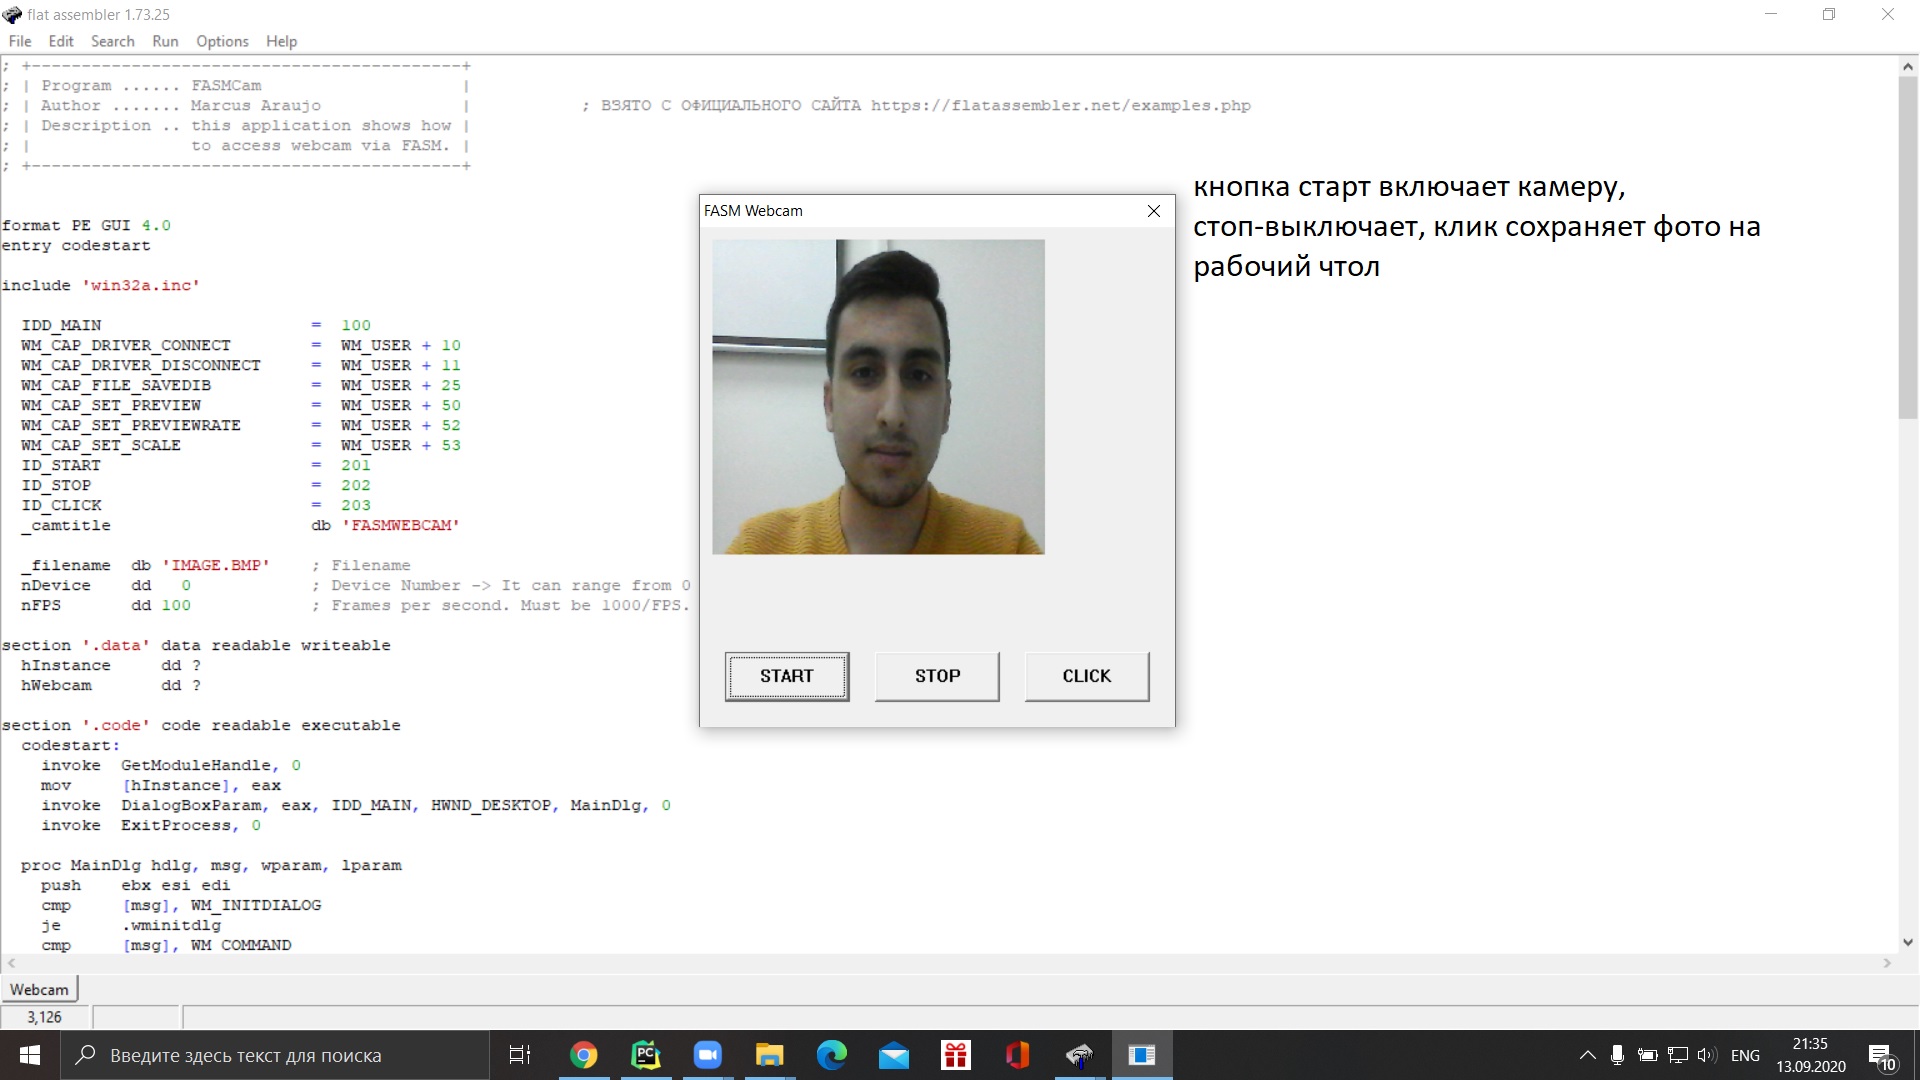 flat assembler 1.73.25
File Edit Search Run Options Help
; +-------------------------------------------+
; | Program ...... FASMCam |
; | Author ....... Marcus Araujo | ; ВЗЯТО С ОФИЦИАЛЬНОГО САЙТА https://flatassembler.net/examples.php
; | Description .. this application shows how |
; | to access webcam via FASM. |
; +-------------------------------------------+
format PE GUI 4.0
entry codestart
include 'win32a.inc'
IDD_MAIN = 100
WM_CAP_DRIVER_CONNECT = WM_USER + 10
WM_CAP_DRIVER_DISCONNECT = WM_USER + 11
WM_CAP_FILE_SAVEDIB = WM_USER + 25
WM_CAP_SET_PREVIEW = WM_USER + 50
WM_CAP_SET_PREVIEWRATE = WM_USER + 52
WM_CAP_SET_SCALE = WM_USER + 53
ID_START = 201
ID_STOP = 202
ID_CLICK = 203
_camtitle db 'FASMWEBCAM'
_filename db 'IMAGE.BMP' ; Filename
nDevice dd 0 ; Device Number -> It can range from 0
nFPS dd 100 ; Frames per second. Must be 1000/FPS.
section '.data' data readable writeable
hInstance dd ?
hWebcam dd ?
section '.code' code readable executable
codestart:
invoke GetModuleHandle, 0
mov [hInstance], eax
invoke DialogBoxParam, eax, IDD_MAIN, HWND_DESKTOP, MainDlg, 0
invoke ExitProcess, 0
proc MainDlg hdlg, msg, wparam, lparam
push ebx esi edi
cmp [msg], WM_INITDIALOG
je .wminitdlg
cmp [msg], WM_COMMAND
FASM Webcam
START STOP CLICK
кнопка старт включает камеру,
стоп-выключает, клик сохраняет фото на
рабочий чтол
Webcam
3,126
Введите здесь текст для поиска
PC
ENG
21:35
13.09.2020
10